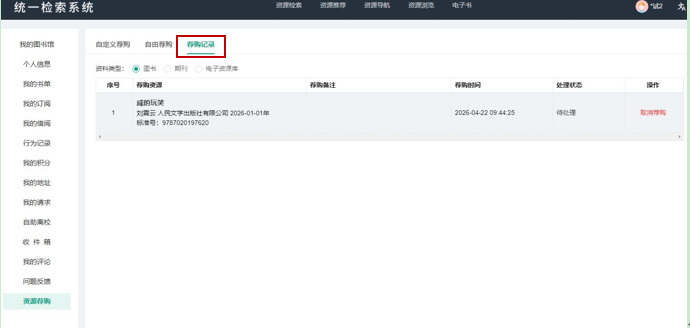 统一检索系统
资源检索 资源推荐 资源导航 资源浏览 电子书
我的图书馆
个人信息
我的书单
我的订阅
我的借阅
行为记录
我的积分
我的地址
我的请求
自助离校
收 件 箱
我的评论
问题反馈
资源荐购
自定义荐购 自由荐购 荐购记录
资料类型: 图书 期刊 电子资源库
序号 荐购资源 荐购备注 荐购时间 处理状态 操作
1
咸的玩笑
刘震云 人民文学出版社有限公司 2026-01-01年
标准号: 9787020197620
2026-04-22 09:44:25 待处理 取消荐购